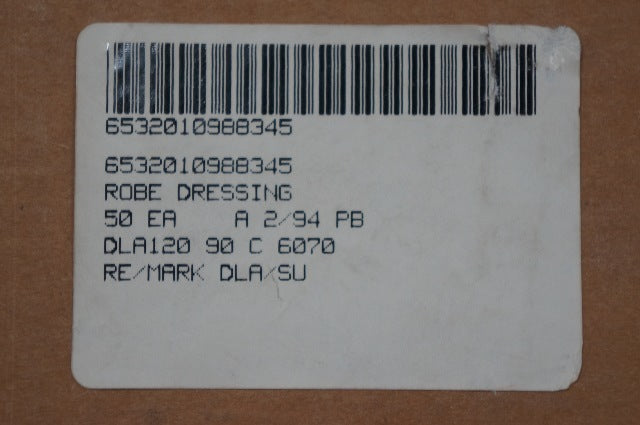 6532010988345
6532010988345
ROBE DRESSING
50 EA A 2/94 PB
DLA120 90 C 6070
RE/MARK DLA/SU